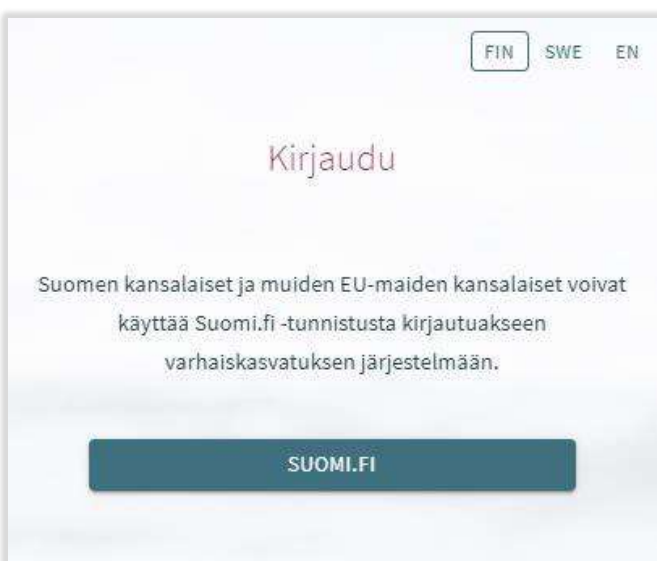 FIN SWE EN
Kirjaudu
Suomen kansalaiset ja muiden EU-maiden kansalaiset voivat
käyttää Suomi.fi -tunnistusta kirjautuakseen
varhaiskasvatuksen järjestelmään.
SUOMI.FI